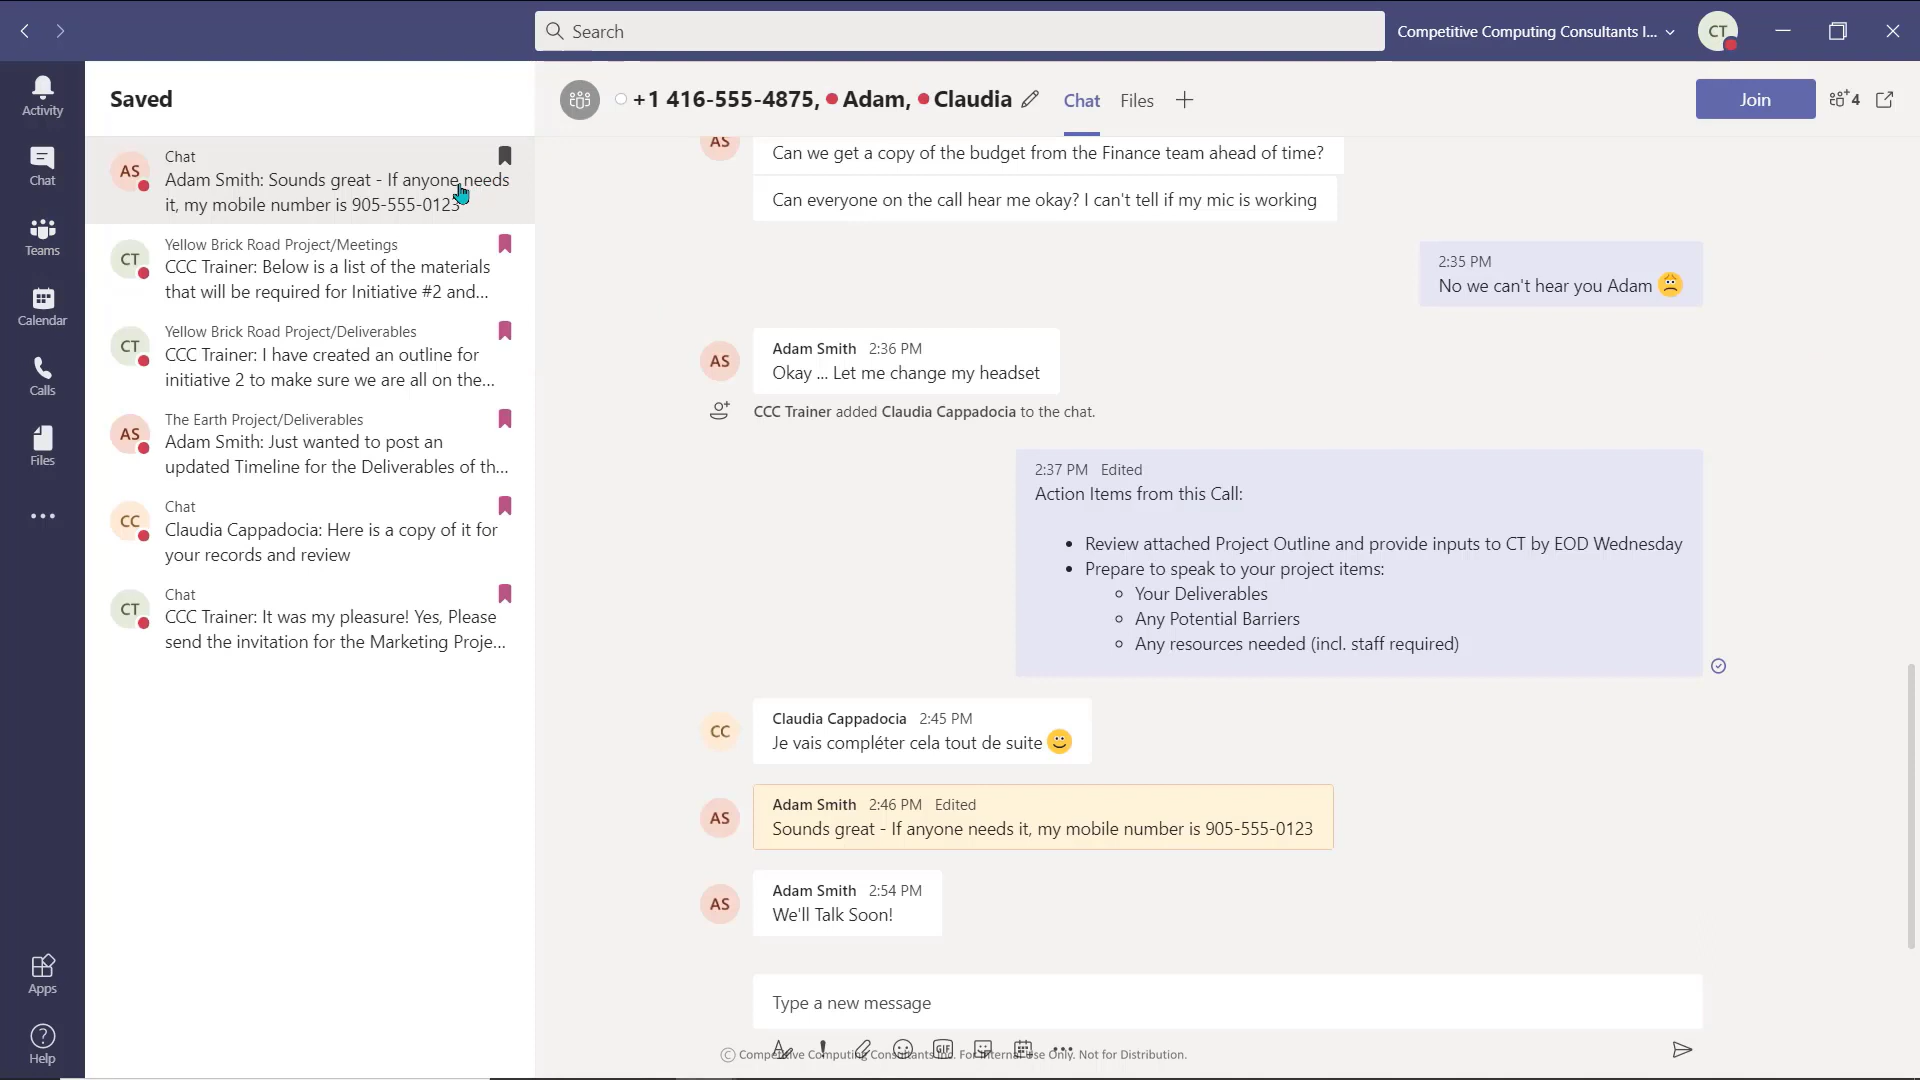 Search
Competitive Computing Consultants I...
CT
Activity
Chat
Teams
Calendar
Calls
Files
Apps
Help
Saved
AS
Chat
Adam Smith: Sounds great - If anyone needs
it, my mobile number is 905-555-0123
CT
Yellow Brick Road Project/Meetings
CCC Trainer: Below is a list of the materials
that will be required for Initiative #2 and...
CT
Yellow Brick Road Project/Deliverables
CCC Trainer: I have created an outline for
initiative 2 to make sure we are all on the...
AS
The Earth Project/Deliverables
Adam Smith: Just wanted to post an
updated Timeline for the Deliverables of th...
CC
Chat
Claudia Cappadocia: Here is a copy of it for
your records and review
CT
Chat
CCC Trainer: It was my pleasure! Yes, Please
send the invitation for the Marketing Proje...
+1 416-555-4875, Adam, Claudia
Chat
Files
Join
4
AS
Can we get a copy of the budget from the Finance team ahead of time?
Can everyone on the call hear me okay? I can't tell if my mic is working
2:35 PM
No we can't hear you Adam
AS
Adam Smith 2:36 PM
Okay ... Let me change my headset
CCC Trainer added Claudia Cappadocia to the chat.
2:37 PM Edited
Action Items from this Call:
• Review attached Project Outline and provide inputs to CT by EOD Wednesday
• Prepare to speak to your project items:
○ Your Deliverables
○ Any Potential Barriers
○ Any resources needed (incl. staff required)
CC
Claudia Cappadocia 2:45 PM
Je vais compléter cela tout de suite
AS
Adam Smith 2:46 PM Edited
Sounds great - If anyone needs it, my mobile number is 905-555-0123
AS
Adam Smith 2:54 PM
We'll Talk Soon!
Type a new message
GIF
© Competitive Computing Consultants Inc. For Internal Use Only. Not for Distribution.